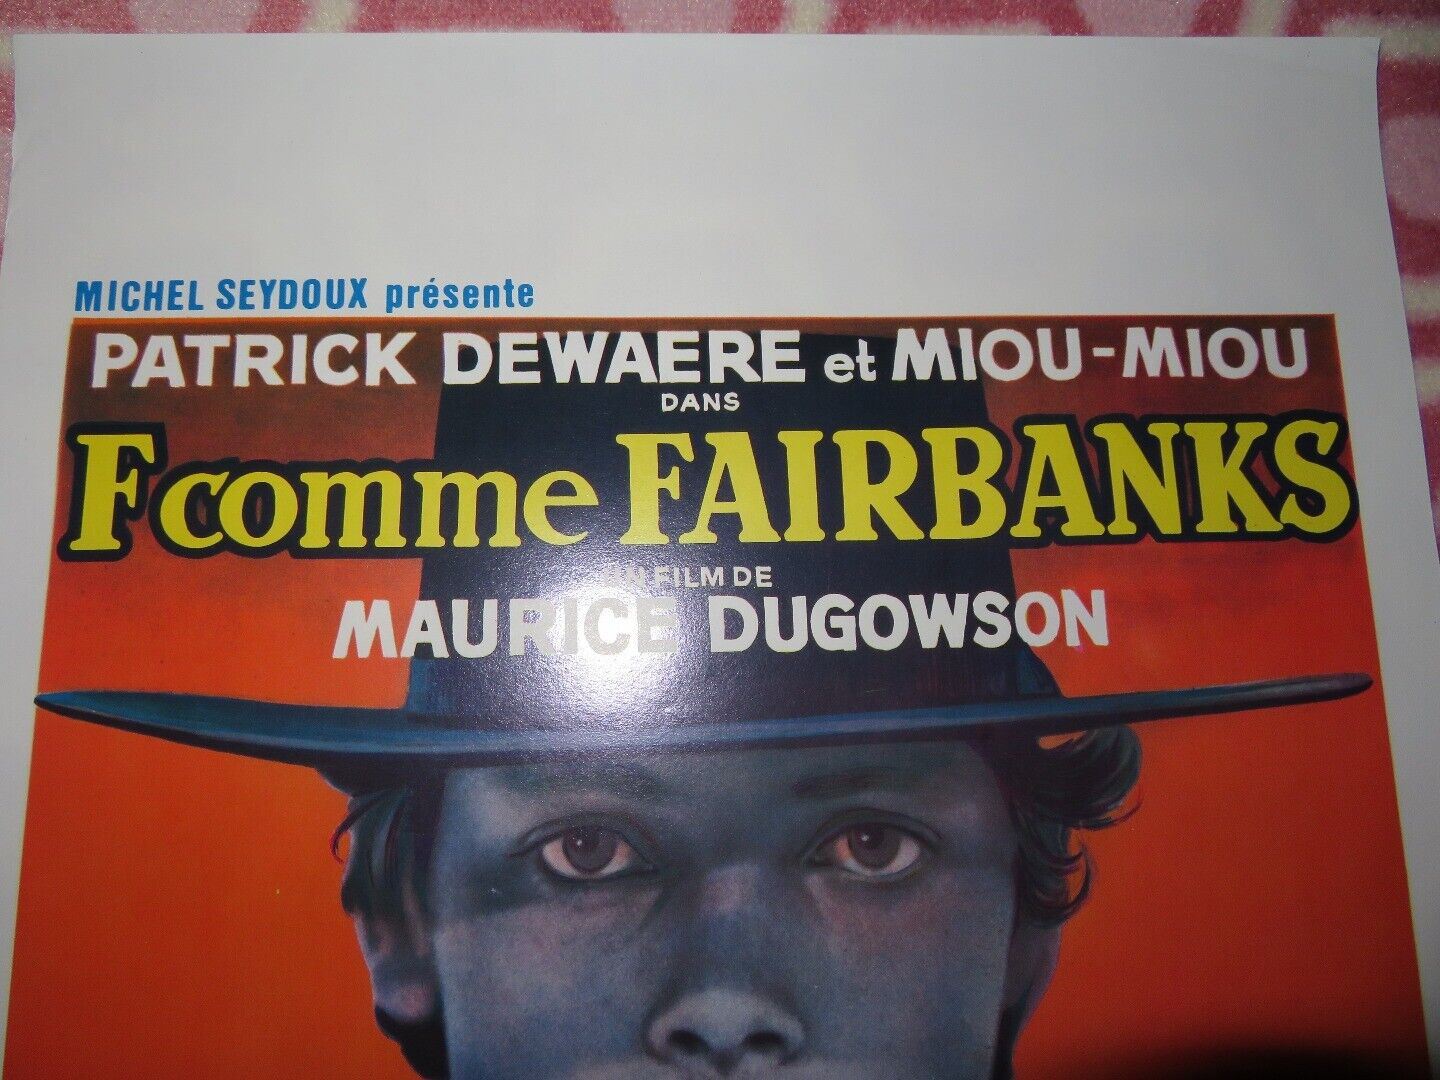 MICHEL SEYDOUX présente
PATRICK DEWAERE et MIOU-MIOU
DANS
F comme FAIRBANKS
UN FILM DE
MAURICE DUGOWSON